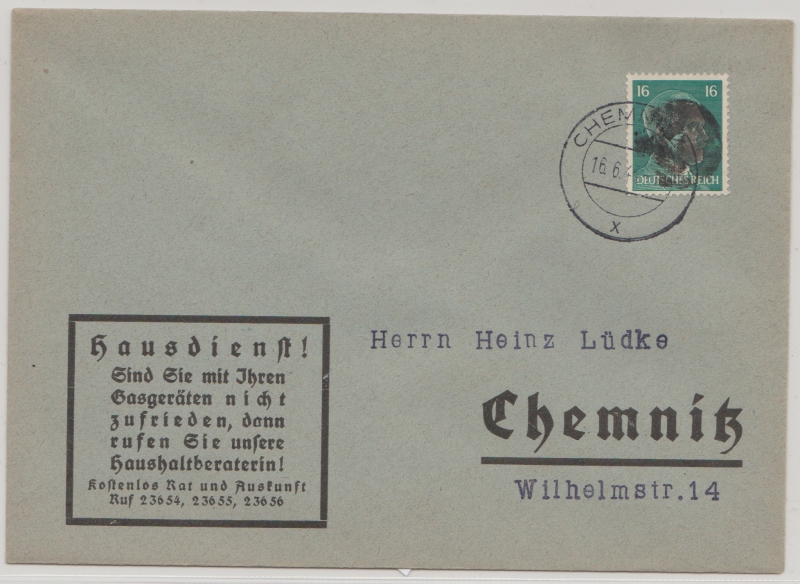 16 16
DEUTSCHES REICH
16.6.
x
Hausdienst!
Sind Sie mit Ihren
Gasgeräten nicht
zufrieden, dann
rufen Sie unsere
Haushaltberaterin!
Kostenlos Rat und Auskunft
Ruf 23654, 23655, 23656
Herrn Heinz Lüdke
Chemnitz
Wilhelmstr.14